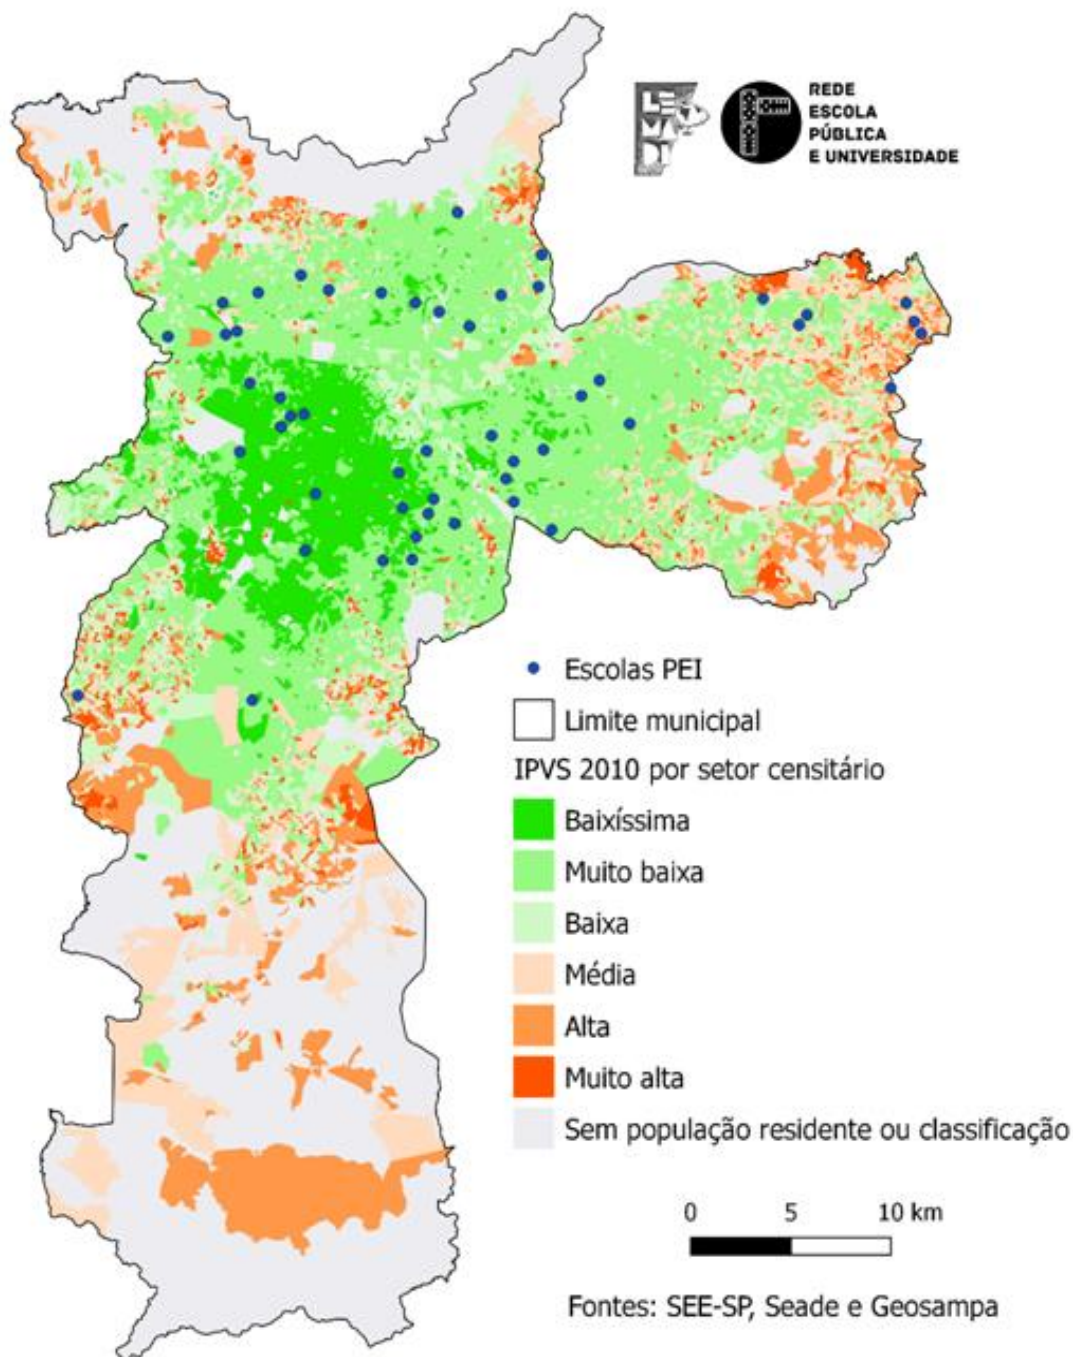 REDE
ESCOLA
PÚBLICA
E UNIVERSIDADE
Escolas PEI
Limite municipal
IPVS 2010 por setor censitário
Baixíssima
Muito baixa
Baixa
Média
Alta
Muito alta
Sem população residente ou classificação
0 5 10 km
Fontes: SEE-SP, Seade e Geosampa